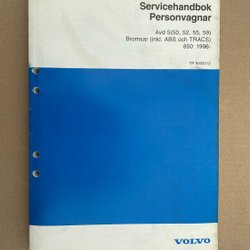 Servicehandbok
Personvagnar
Avd 5(50, 52, 55, 59)
Bromsar (inkl. ABS och TRACS)
850 1996-
VOLVO